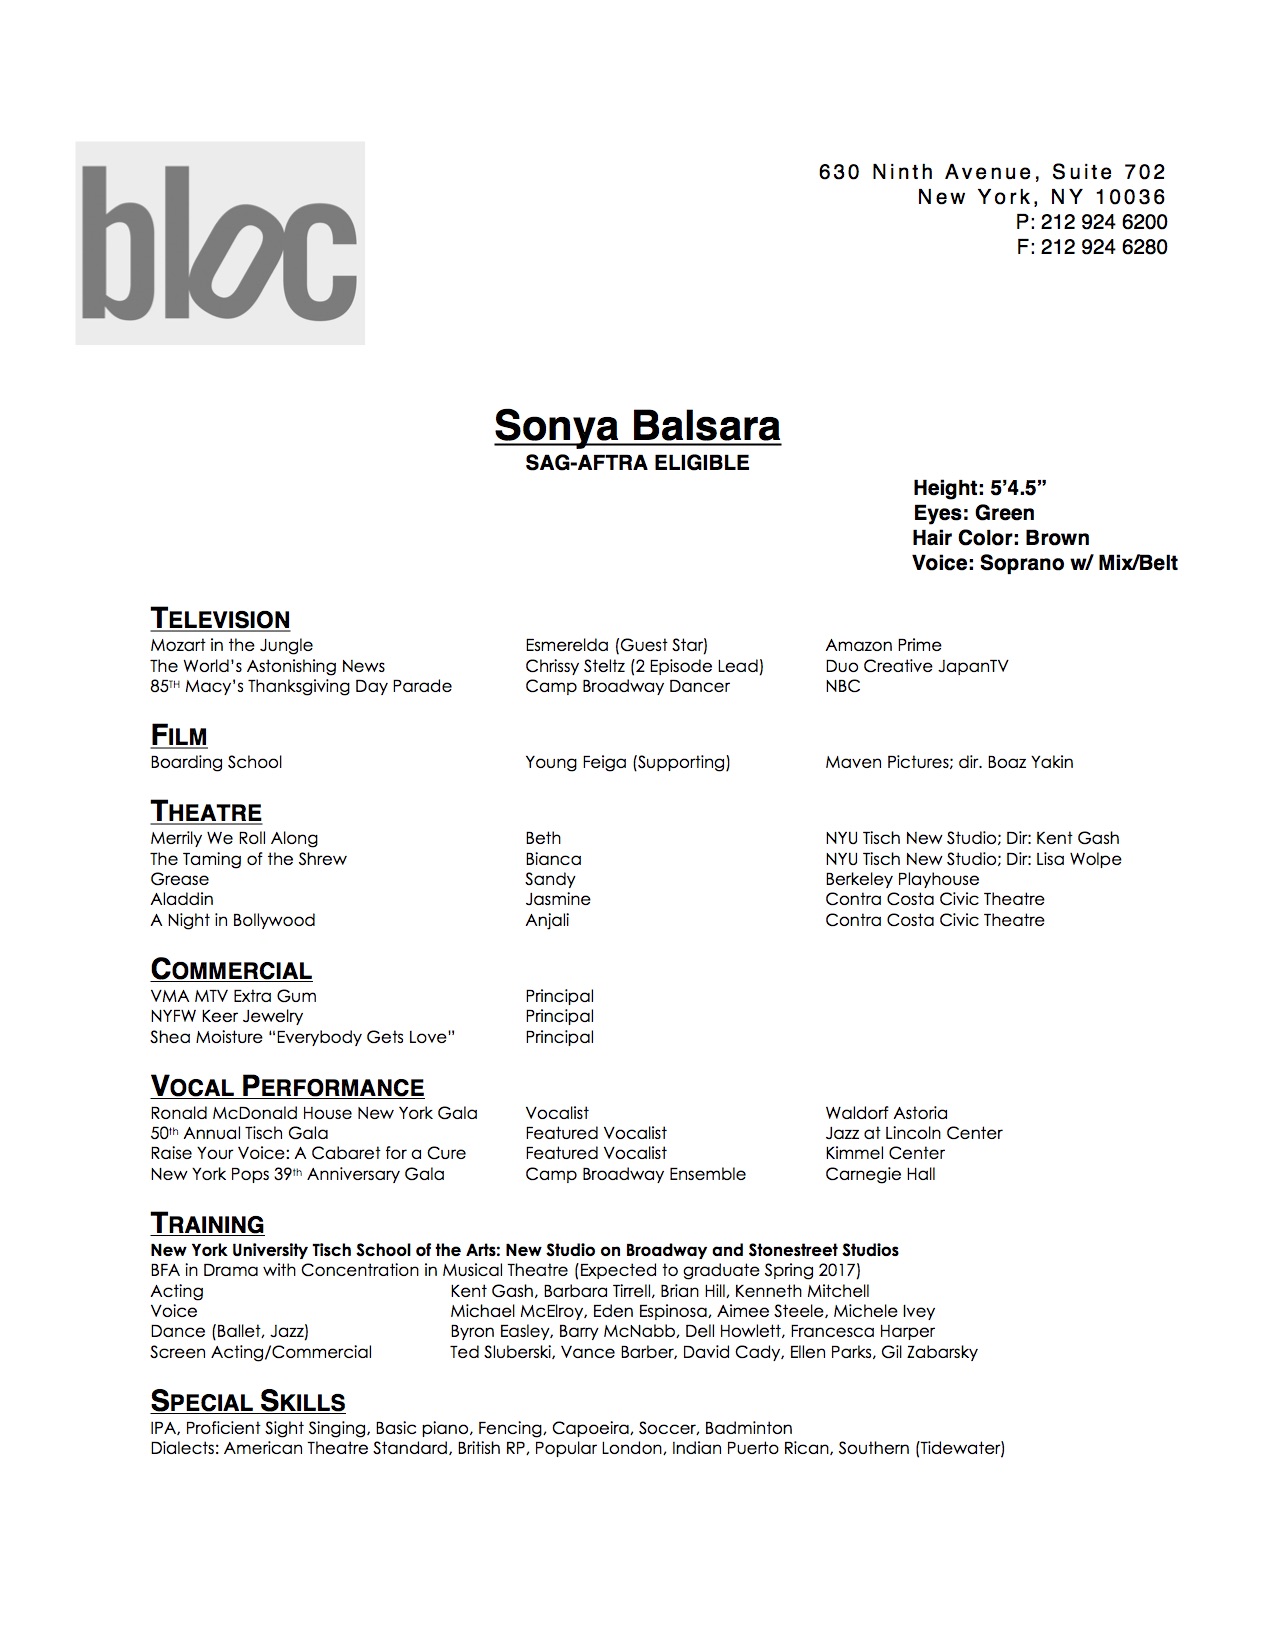 bloc
630 Ninth Avenue, Suite 702
New York, NY 10036
P: 212 924 6200
F: 212 924 6280
Sonya Balsara
SAG-AFTRA ELIGIBLE
Height: 5’4.5”
Eyes: Green
Hair Color: Brown
Voice: Soprano w/ Mix/Belt
TELEVISION
Mozart in the Jungle Esmerelda (Guest Star) Amazon Prime
The World’s Astonishing News Chrissy Steltz (2 Episode Lead) Duo Creative JapanTV
85TH Macy’s Thanksgiving Day Parade Camp Broadway Dancer NBC
FILM
Boarding School Young Feiga (Supporting) Maven Pictures; dir. Boaz Yakin
THEATRE
Merrily We Roll Along Beth NYU Tisch New Studio; Dir: Kent Gash
The Taming of the Shrew Bianca NYU Tisch New Studio; Dir: Lisa Wolpe
Grease Sandy Berkeley Playhouse
Aladdin Jasmine Contra Costa Civic Theatre
A Night in Bollywood Anjali Contra Costa Civic Theatre
COMMERCIAL
VMA MTV Extra Gum Principal
NYFW Keer Jewelry Principal
Shea Moisture “Everybody Gets Love” Principal
VOCAL PERFORMANCE
Ronald McDonald House New York Gala Vocalist Waldorf Astoria
50th Annual Tisch Gala Featured Vocalist Jazz at Lincoln Center
Raise Your Voice: A Cabaret for a Cure Featured Vocalist Kimmel Center
New York Pops 39th Anniversary Gala Camp Broadway Ensemble Carnegie Hall
TRAINING
New York University Tisch School of the Arts: New Studio on Broadway and Stonestreet Studios
BFA in Drama with Concentration in Musical Theatre (Expected to graduate Spring 2017)
Acting Kent Gash, Barbara Tirrell, Brian Hill, Kenneth Mitchell
Voice Michael McElroy, Eden Espinosa, Aimee Steele, Michele Ivey
Dance (Ballet, Jazz) Byron Easley, Barry McNabb, Dell Howlett, Francesca Harper
Screen Acting/Commercial Ted Sluberski, Vance Barber, David Cady, Ellen Parks, Gil Zabarsky
SPECIAL SKILLS
IPA, Proficient Sight Singing, Basic piano, Fencing, Capoeira, Soccer, Badminton
Dialects: American Theatre Standard, British RP, Popular London, Indian Puerto Rican, Southern (Tidewater)